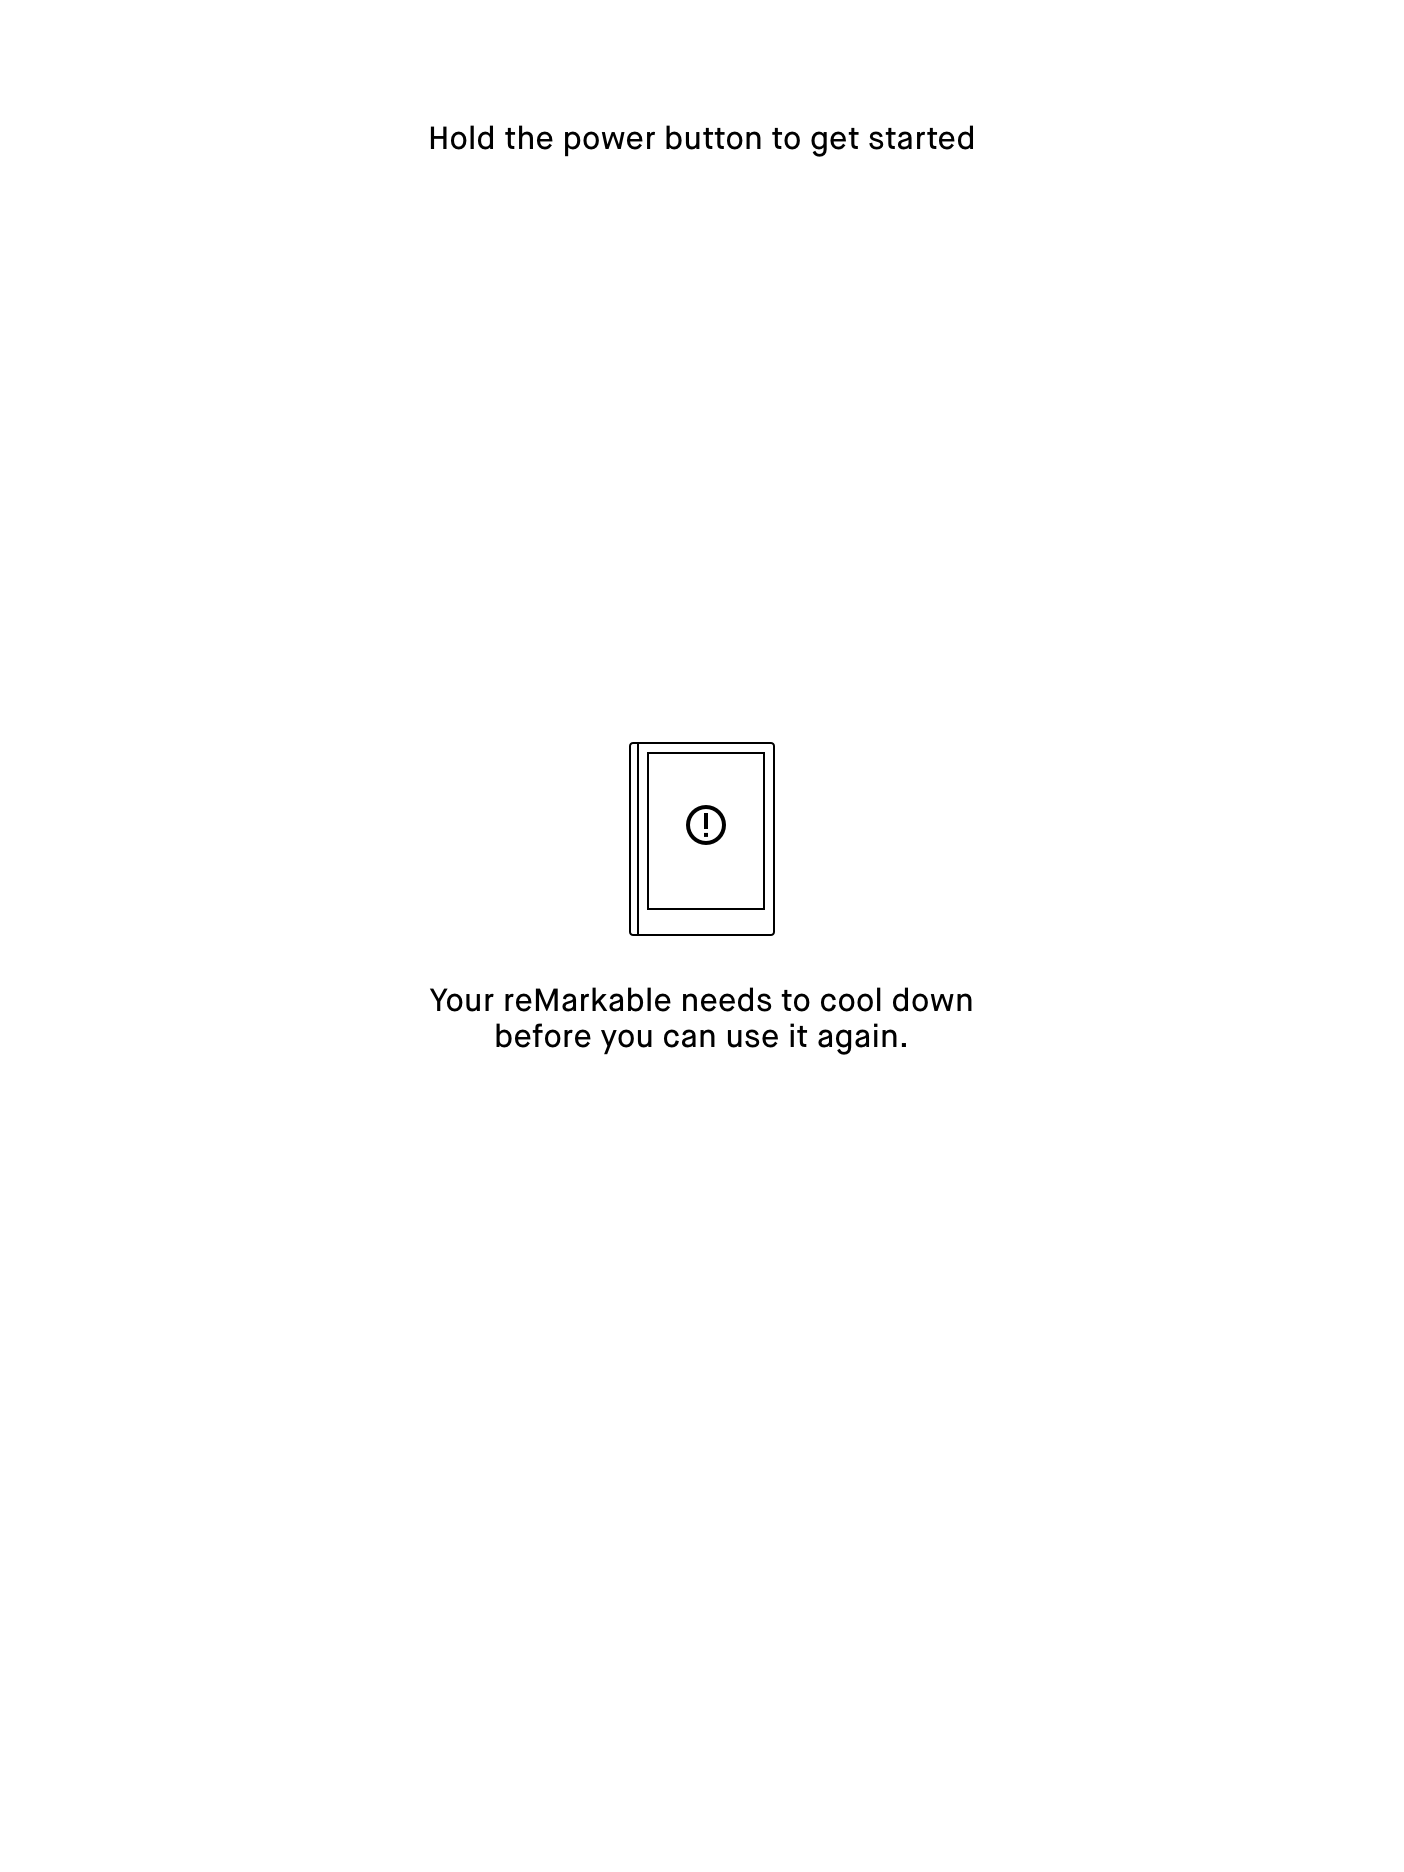 Hold the power button to get started
Your reMarkable needs to cool down
before you can use it again.